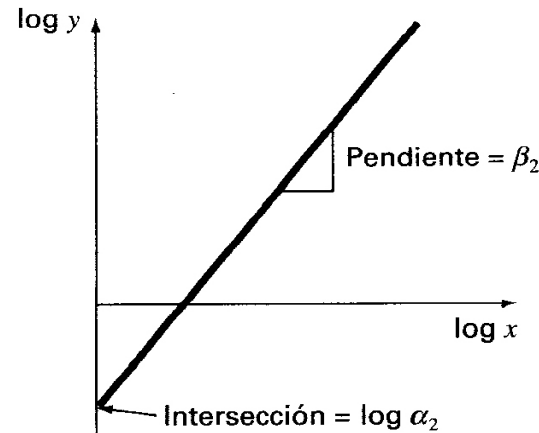 log y
Pendiente = β₂
log x
Intersección = log α₂